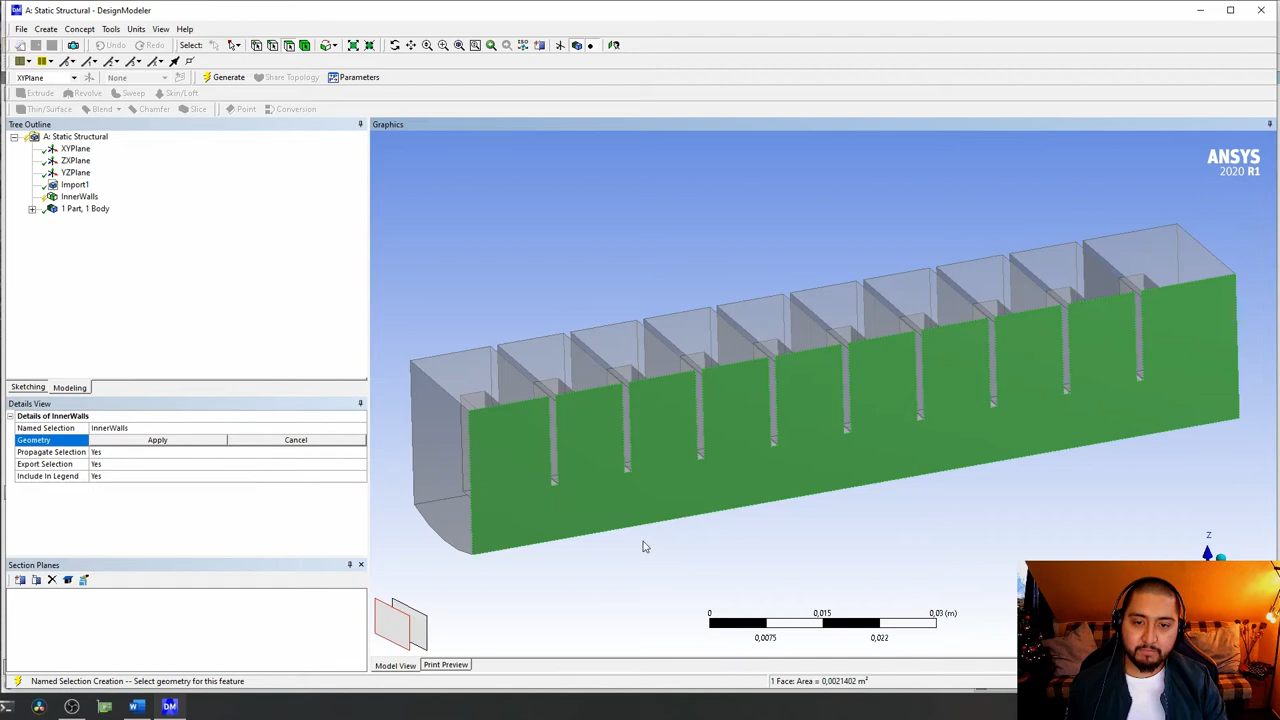 A: Static Structural - DesignModeler
File Create Concept Tools Units View Help
Undo Redo Select:
XYPlane None Generate Share Topology Parameters
Extrude Revolve Sweep Skin/Loft
Thin/Surface Blend Chamfer Slice Point Conversion
Tree Outline
A: Static Structural
XYPlane
ZXPlane
YZPlane
Import1
InnerWalls
1 Part, 1 Body
Sketching Modeling
Details View
Details of InnerWalls
Named Selection InnerWalls
Geometry Apply Cancel
Propagate Selection Yes
Export Selection Yes
Include In Legend Yes
Section Planes
Graphics
ANSYS
2020 R1
Z
0 0,015 0,03 (m)
0,0075 0,022
Model View Print Preview
Named Selection Creation -- Select geometry for this feature
1 Face: Area = 0,0021402 m²